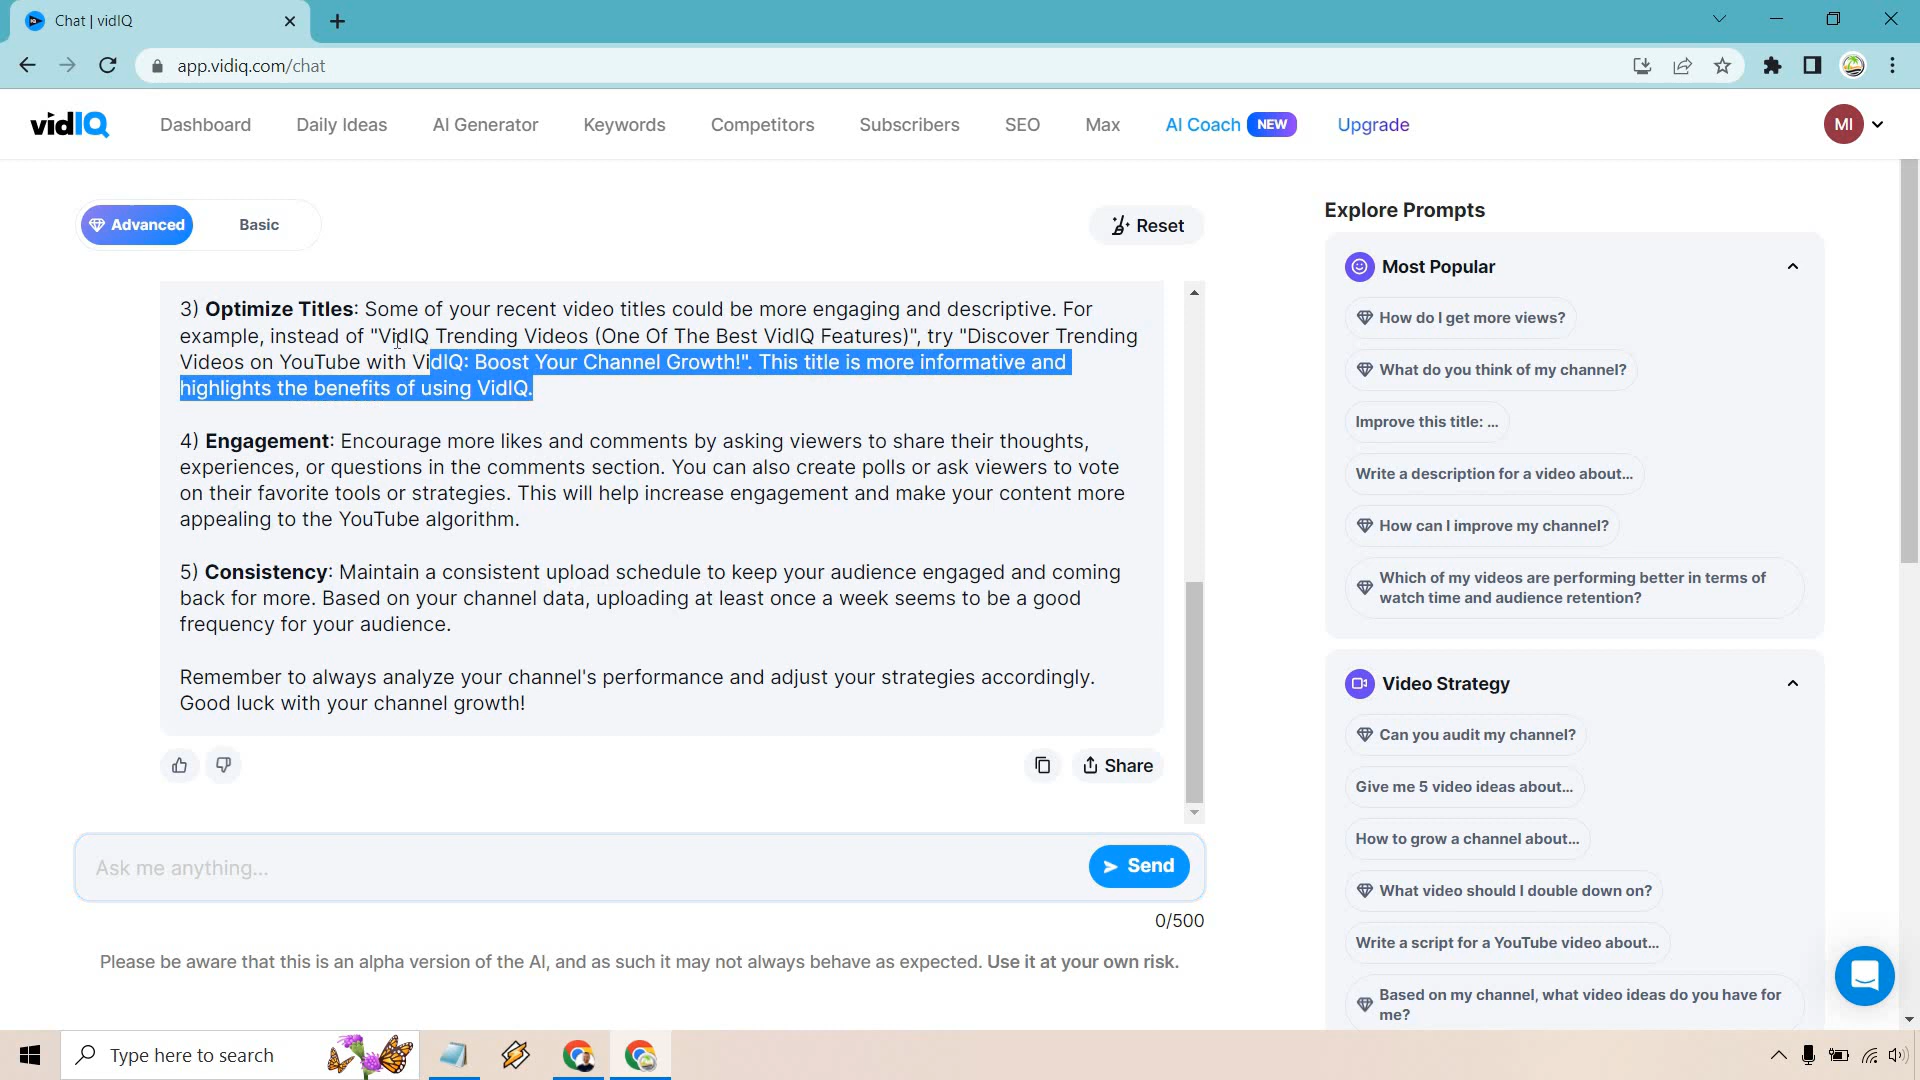 Chat | vidIQ
app.vidiq.com/chat
vidIQ
Dashboard
Daily Ideas
AI Generator
Keywords
Competitors
Subscribers
SEO
Max
AI Coach NEW
Upgrade
MI
Advanced
Basic
Reset
3) Optimize Titles: Some of your recent video titles could be more engaging and descriptive. For
example, instead of "VidIQ Trending Videos (One Of The Best VidIQ Features)", try "Discover Trending
Videos on YouTube with VidIQ: Boost Your Channel Growth!". This title is more informative and
highlights the benefits of using VidIQ.
4) Engagement: Encourage more likes and comments by asking viewers to share their thoughts,
experiences, or questions in the comments section. You can also create polls or ask viewers to vote
on their favorite tools or strategies. This will help increase engagement and make your content more
appealing to the YouTube algorithm.
5) Consistency: Maintain a consistent upload schedule to keep your audience engaged and coming
back for more. Based on your channel data, uploading at least once a week seems to be a good
frequency for your audience.
Remember to always analyze your channel's performance and adjust your strategies accordingly.
Good luck with your channel growth!
Share
Ask me anything...
Send
0/500
Please be aware that this is an alpha version of the AI, and as such it may not always behave as expected. Use it at your own risk.
Explore Prompts
Most Popular
How do I get more views?
What do you think of my channel?
Improve this title: ...
Write a description for a video about...
How can I improve my channel?
Which of my videos are performing better in terms of
watch time and audience retention?
Video Strategy
Can you audit my channel?
Give me 5 video ideas about...
How to grow a channel about...
What video should I double down on?
Write a script for a YouTube video about...
Based on my channel, what video ideas do you have for
me?
Type here to search